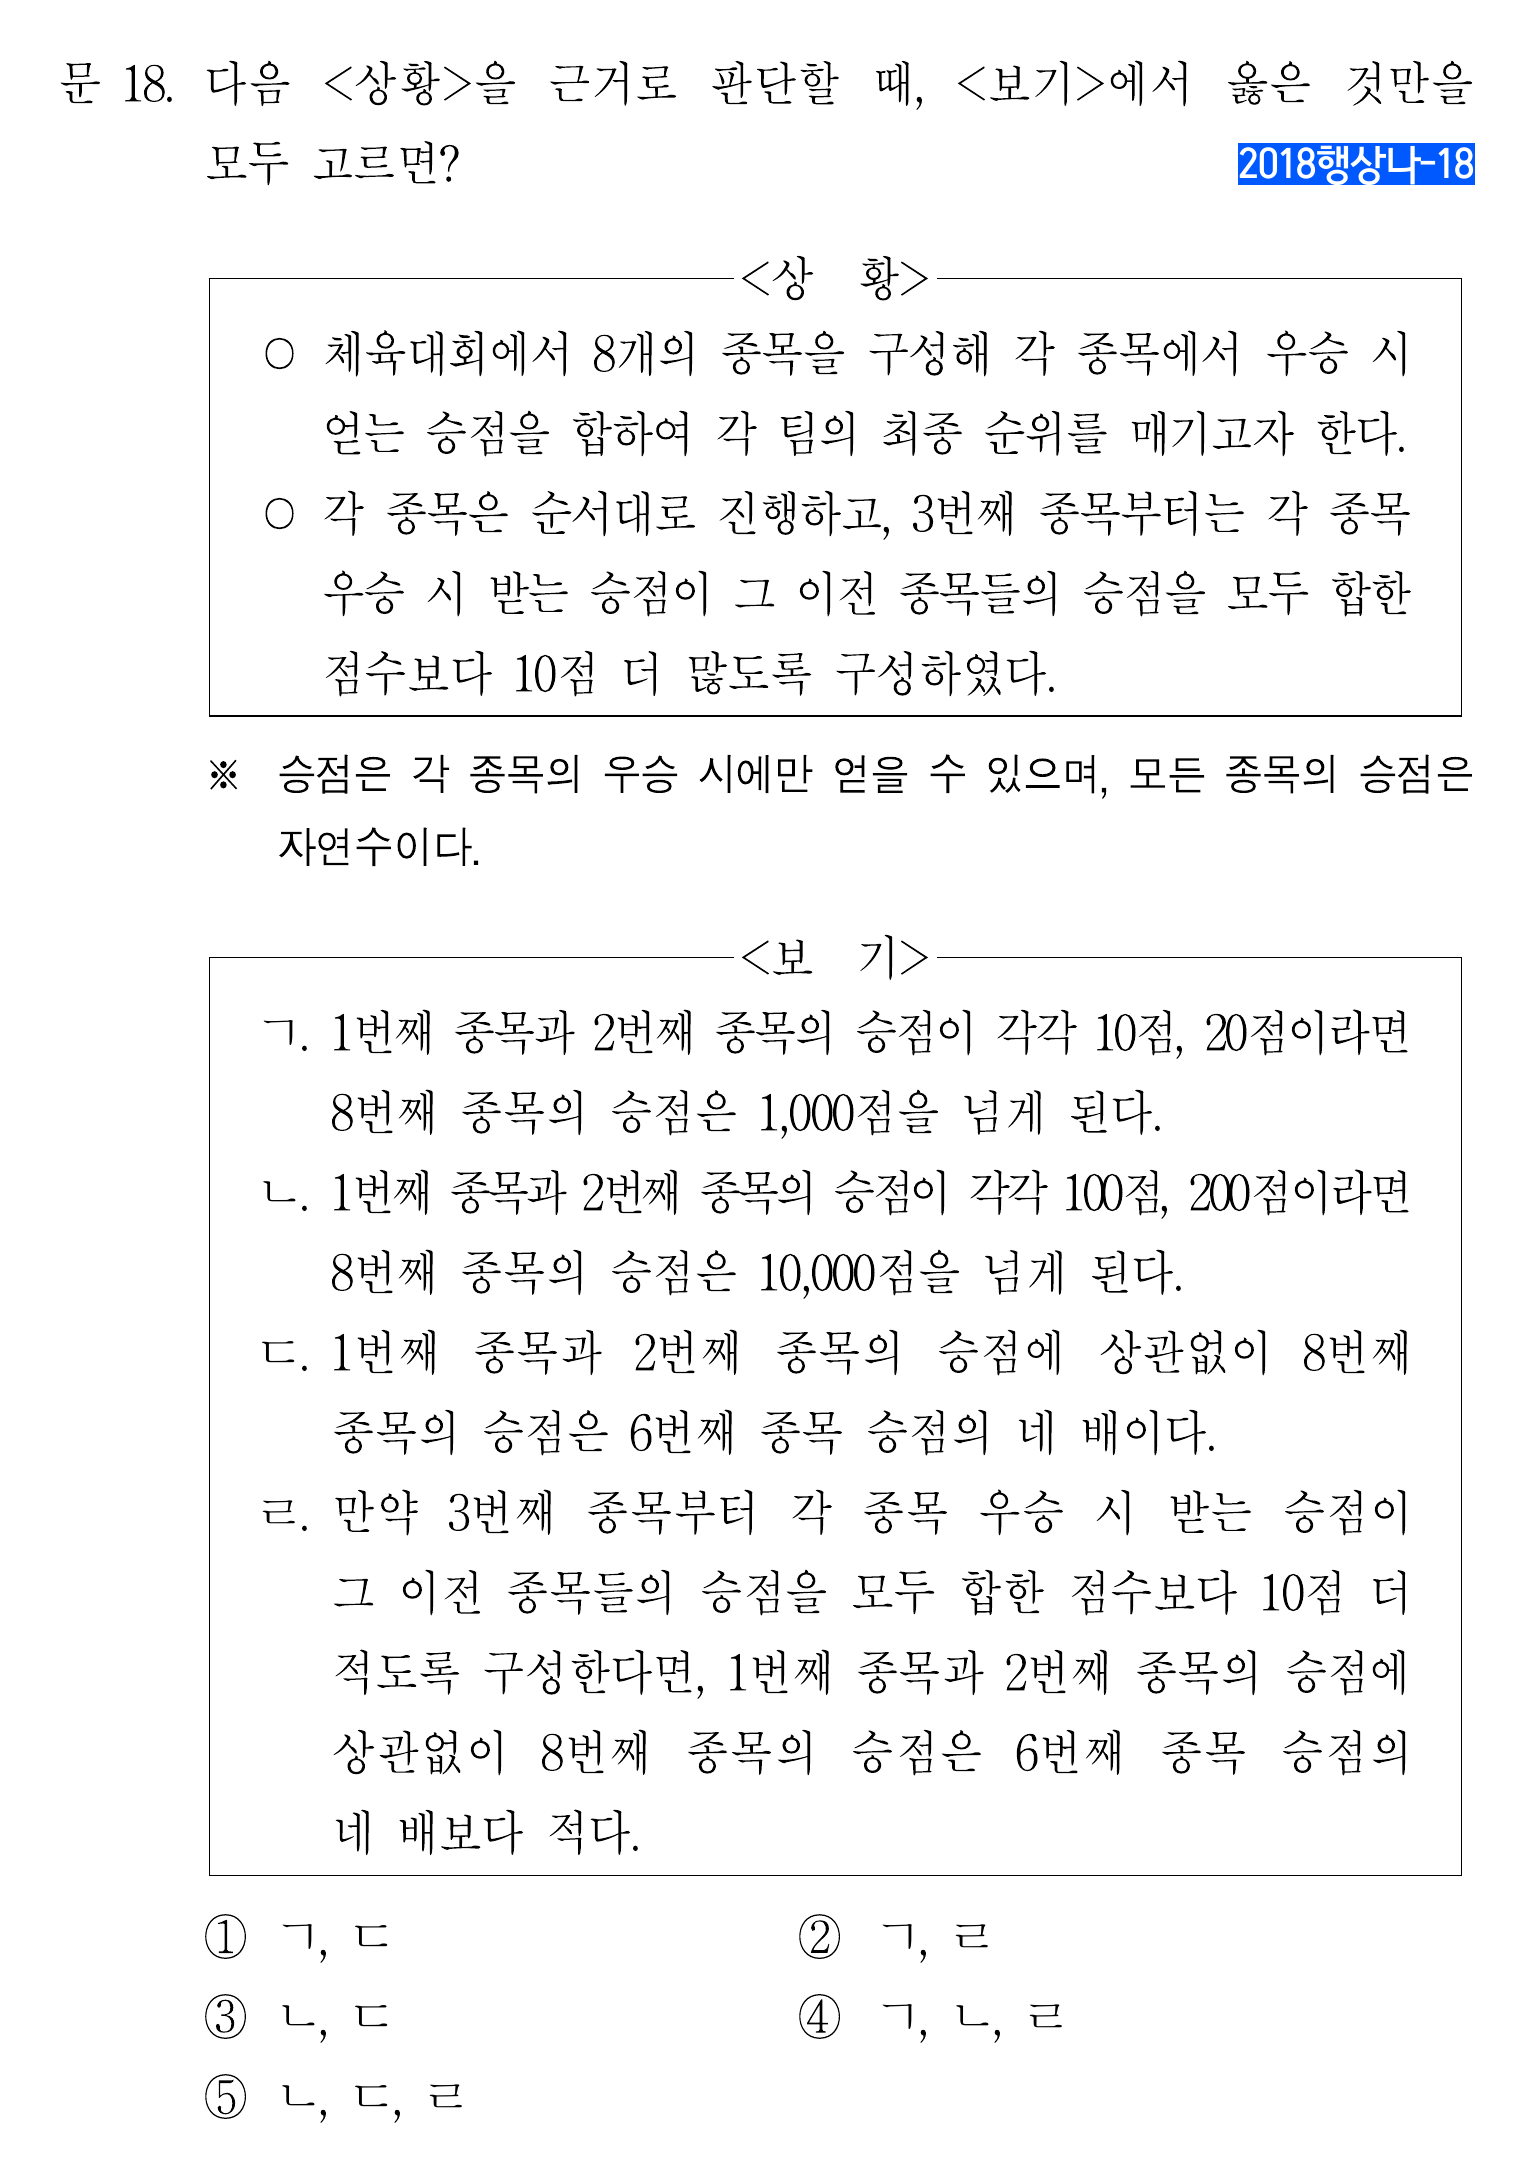 문 18. 다음 <상황>을 근거로 판단할 때, <보기>에서 옳은 것만을
모두 고르면?
2018행상나-18
<상 황>
○ 체육대회에서 8개의 종목을 구성해 각 종목에서 우승 시
얻는 승점을 합하여 각 팀의 최종 순위를 매기고자 한다.
○ 각 종목은 순서대로 진행하고, 3번째 종목부터는 각 종목
우승 시 받는 승점이 그 이전 종목들의 승점을 모두 합한
점수보다 10점 더 많도록 구성하였다.
※ 승점은 각 종목의 우승 시에만 얻을 수 있으며, 모든 종목의 승점은
자연수이다.
<보 기>
ㄱ. 1번째 종목과 2번째 종목의 승점이 각각 10점, 20점이라면
8번째 종목의 승점은 1,000점을 넘게 된다.
ㄴ. 1번째 종목과 2번째 종목의 승점이 각각 100점, 200점이라면
8번째 종목의 승점은 10,000점을 넘게 된다.
ㄷ. 1번째 종목과 2번째 종목의 승점에 상관없이 8번째
종목의 승점은 6번째 종목 승점의 네 배이다.
ㄹ. 만약 3번째 종목부터 각 종목 우승 시 받는 승점이
그 이전 종목들의 승점을 모두 합한 점수보다 10점 더
적도록 구성한다면, 1번째 종목과 2번째 종목의 승점에
상관없이 8번째 종목의 승점은 6번째 종목 승점의
네 배보다 적다.
① ㄱ, ㄷ
② ㄱ, ㄹ
③ ㄴ, ㄷ
④ ㄱ, ㄴ, ㄹ
⑤ ㄴ, ㄷ, ㄹ